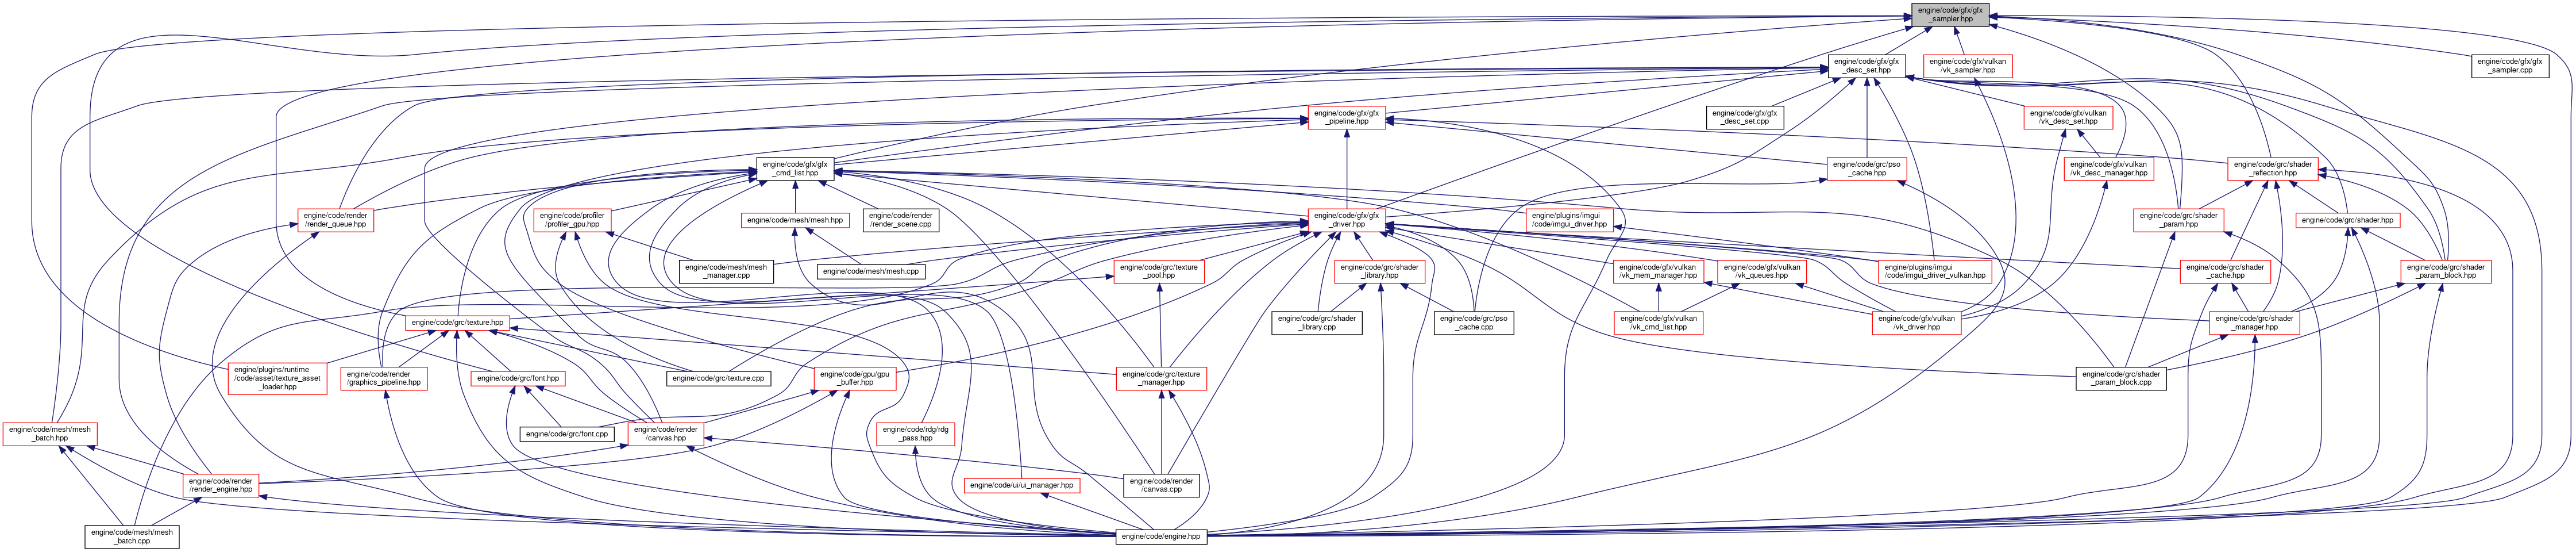 engine/code/gfx/gfx
_sampler.hpp
engine/code/gfx/gfx
_desc_set.hpp
engine/code/gfx/vulkan
/vk_sampler.hpp
engine/code/gfx/gfx
_sampler.cpp
engine/code/gfx/gfx
_pipeline.hpp
engine/code/gfx/gfx
_desc_set.cpp
engine/code/gfx/vulkan
/vk_desc_set.hpp
engine/code/gfx/gfx
_cmd_list.hpp
engine/code/grc/pso
_cache.hpp
engine/code/gfx/vulkan
/vk_desc_manager.hpp
engine/code/grc/shader
_reflection.hpp
engine/code/render
/render_queue.hpp
engine/code/profiler
/profiler_gpu.hpp
engine/code/mesh/mesh.hpp
engine/code/render
/render_scene.cpp
engine/code/gfx/gfx
_driver.hpp
engine/plugins/imgui
/code/imgui_driver.hpp
engine/code/grc/shader
_param.hpp
engine/code/grc/shader.hpp
engine/code/mesh/mesh
_manager.cpp
engine/code/mesh/mesh.cpp
engine/code/grc/texture
_pool.hpp
engine/code/grc/shader
_library.hpp
engine/code/gfx/vulkan
/vk_mem_manager.hpp
engine/code/gfx/vulkan
/vk_queues.hpp
engine/plugins/imgui
/code/imgui_driver_vulkan.hpp
engine/code/grc/shader
_cache.hpp
engine/code/grc/shader
_param_block.hpp
engine/code/grc/texture.hpp
engine/code/grc/shader
_library.cpp
engine/code/grc/pso
_cache.cpp
engine/code/gfx/vulkan
/vk_cmd_list.hpp
engine/code/gfx/vulkan
/vk_driver.hpp
engine/code/grc/shader
_manager.hpp
engine/plugins/runtime
/code/asset/texture_asset
_loader.hpp
engine/code/render
/graphics_pipeline.hpp
engine/code/grc/font.hpp
engine/code/grc/texture.cpp
engine/code/gpu/gpu
_buffer.hpp
engine/code/grc/texture
_manager.hpp
engine/code/grc/shader
_param_block.cpp
engine/code/mesh/mesh
_batch.hpp
engine/code/grc/font.cpp
engine/code/render
/canvas.hpp
engine/code/rdg/rdg
_pass.hpp
engine/code/render
/render_engine.hpp
engine/code/ui/ui_manager.hpp
engine/code/render
/canvas.cpp
engine/code/mesh/mesh
_batch.cpp
engine/code/engine.hpp